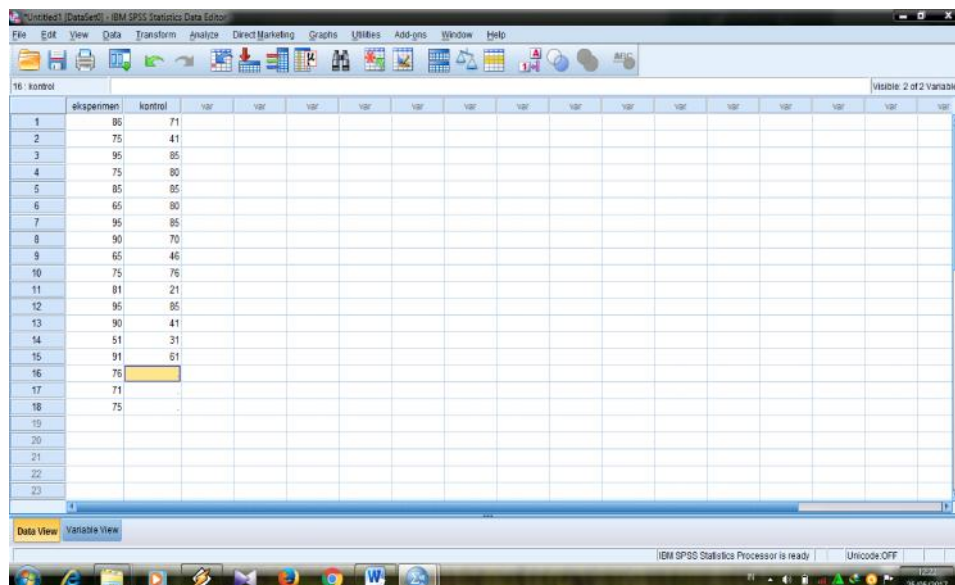 *Untitled1 [DataSet0] - IBM SPSS Statistics Data Editor
File Edit View Data Transform Analyze Direct Marketing Graphs Utilities Add-ons Window Help
16 : kontrol
Visible: 2 of 2 Variable
eksperimen kontrol var var var var var var var var var var var var var
1 86 71
2 75 41
3 95 85
4 75 80
5 85 85
6 65 80
7 95 85
8 90 70
9 65 46
10 75 76
11 81 21
12 95 85
13 90 41
14 51 31
15 91 61
16 76 .
17 71 .
18 75 .
19
20
21
22
23
Data View Variable View
IBM SPSS Statistics Processor is ready Unicode:OFF
12:22
25/05/2017